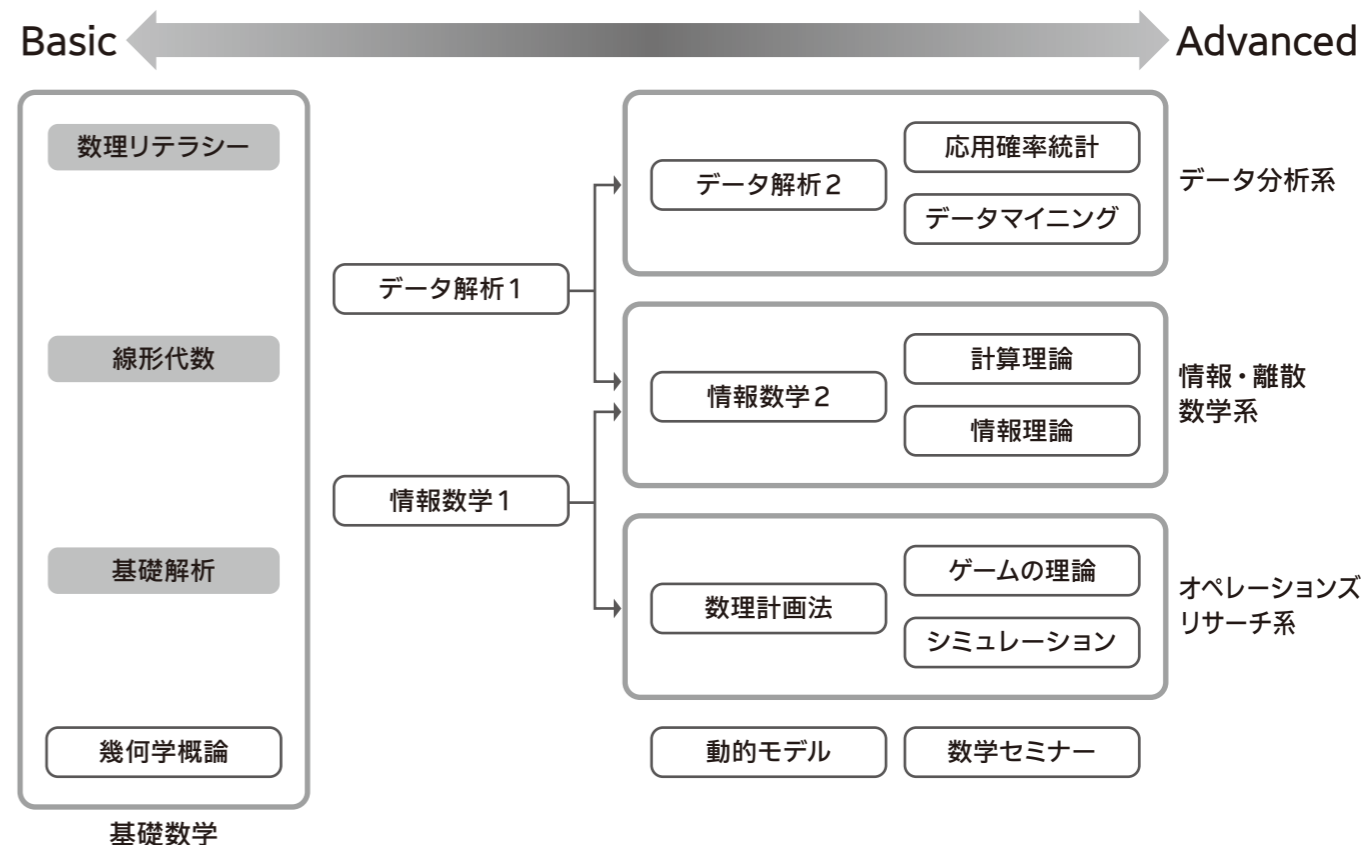 Basic
Advanced
数理リテラシー
線形代数
基礎解析
幾何学概論
基礎数学
データ解析1
情報数学1
データ解析2
応用確率統計
データマイニング
データ分析系
情報数学2
計算理論
情報理論
情報・離散
数学系
数理計画法
ゲームの理論
シミュレーション
オペレーションズ
リサーチ系
動的モデル
数学セミナー